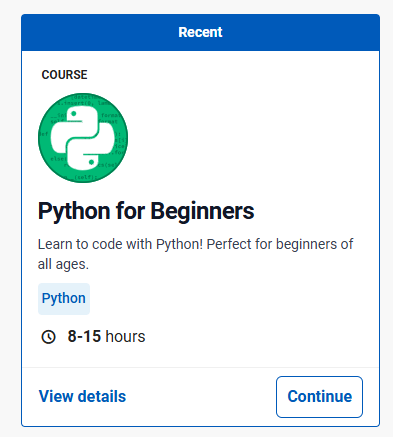 Recent
COURSE
Python for Beginners
Learn to code with Python! Perfect for beginners of
all ages.
Python
8-15 hours
View details
Continue